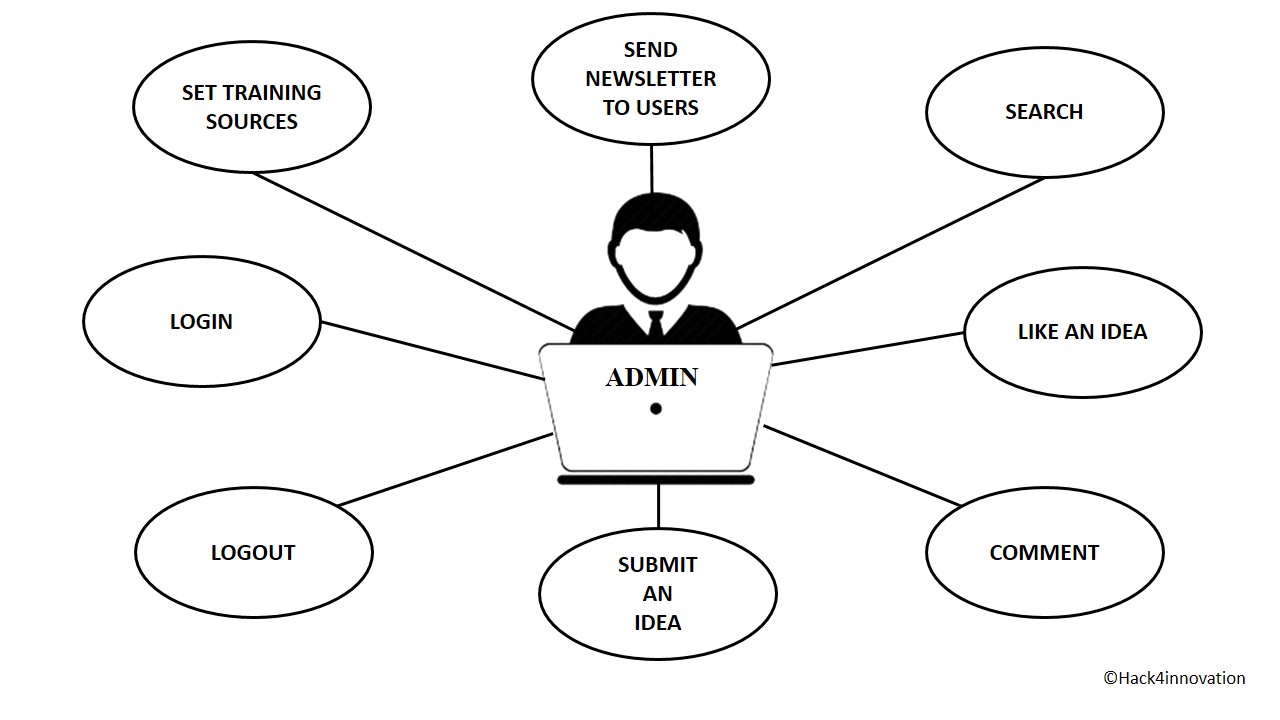 SEND
NEWSLETTER
TO USERS
SET TRAINING
SOURCES
SEARCH
LOGIN
LIKE AN IDEA
ADMIN
LOGOUT
COMMENT
SUBMIT
AN
IDEA
©Hack4innovation